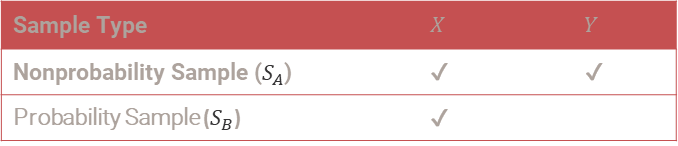 Sample Type X Y
Nonprobability Sample (S_A) ✓ ✓
Probability Sample (S_B) ✓